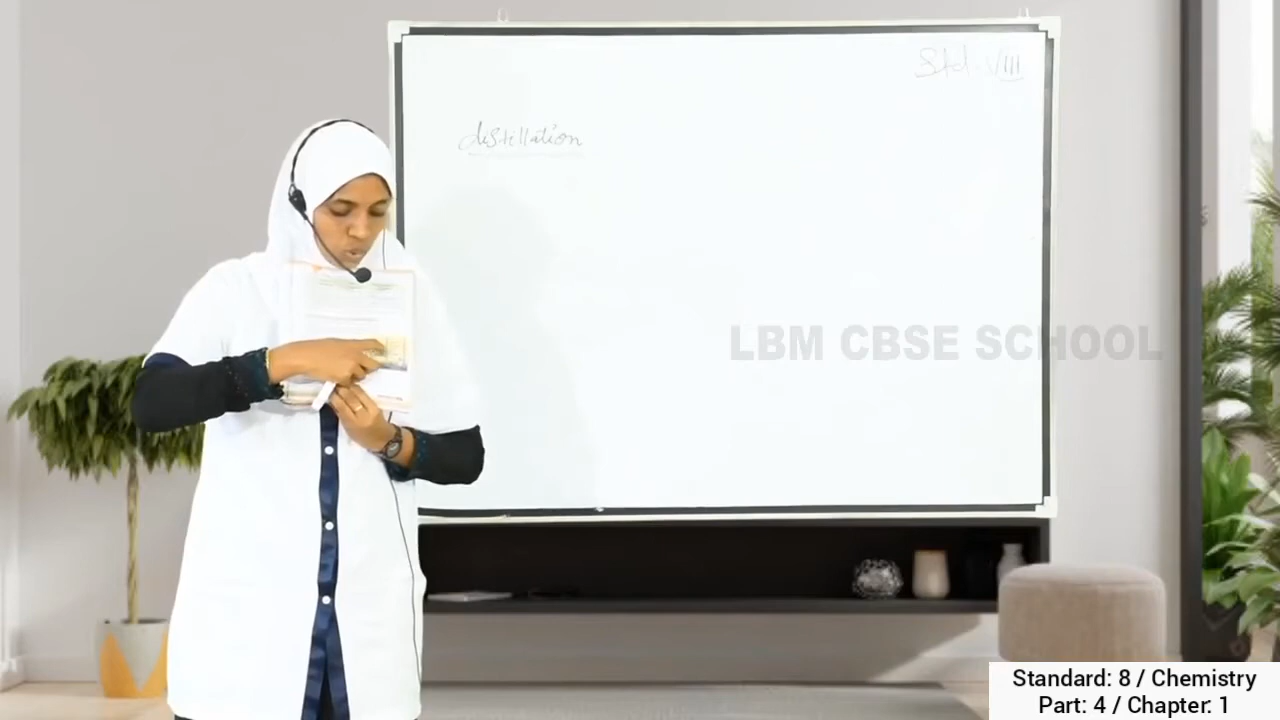 Std. VIII
distillation
LBM CBSE SCHOOL
Standard: 8 / Chemistry
Part: 4 / Chapter: 1